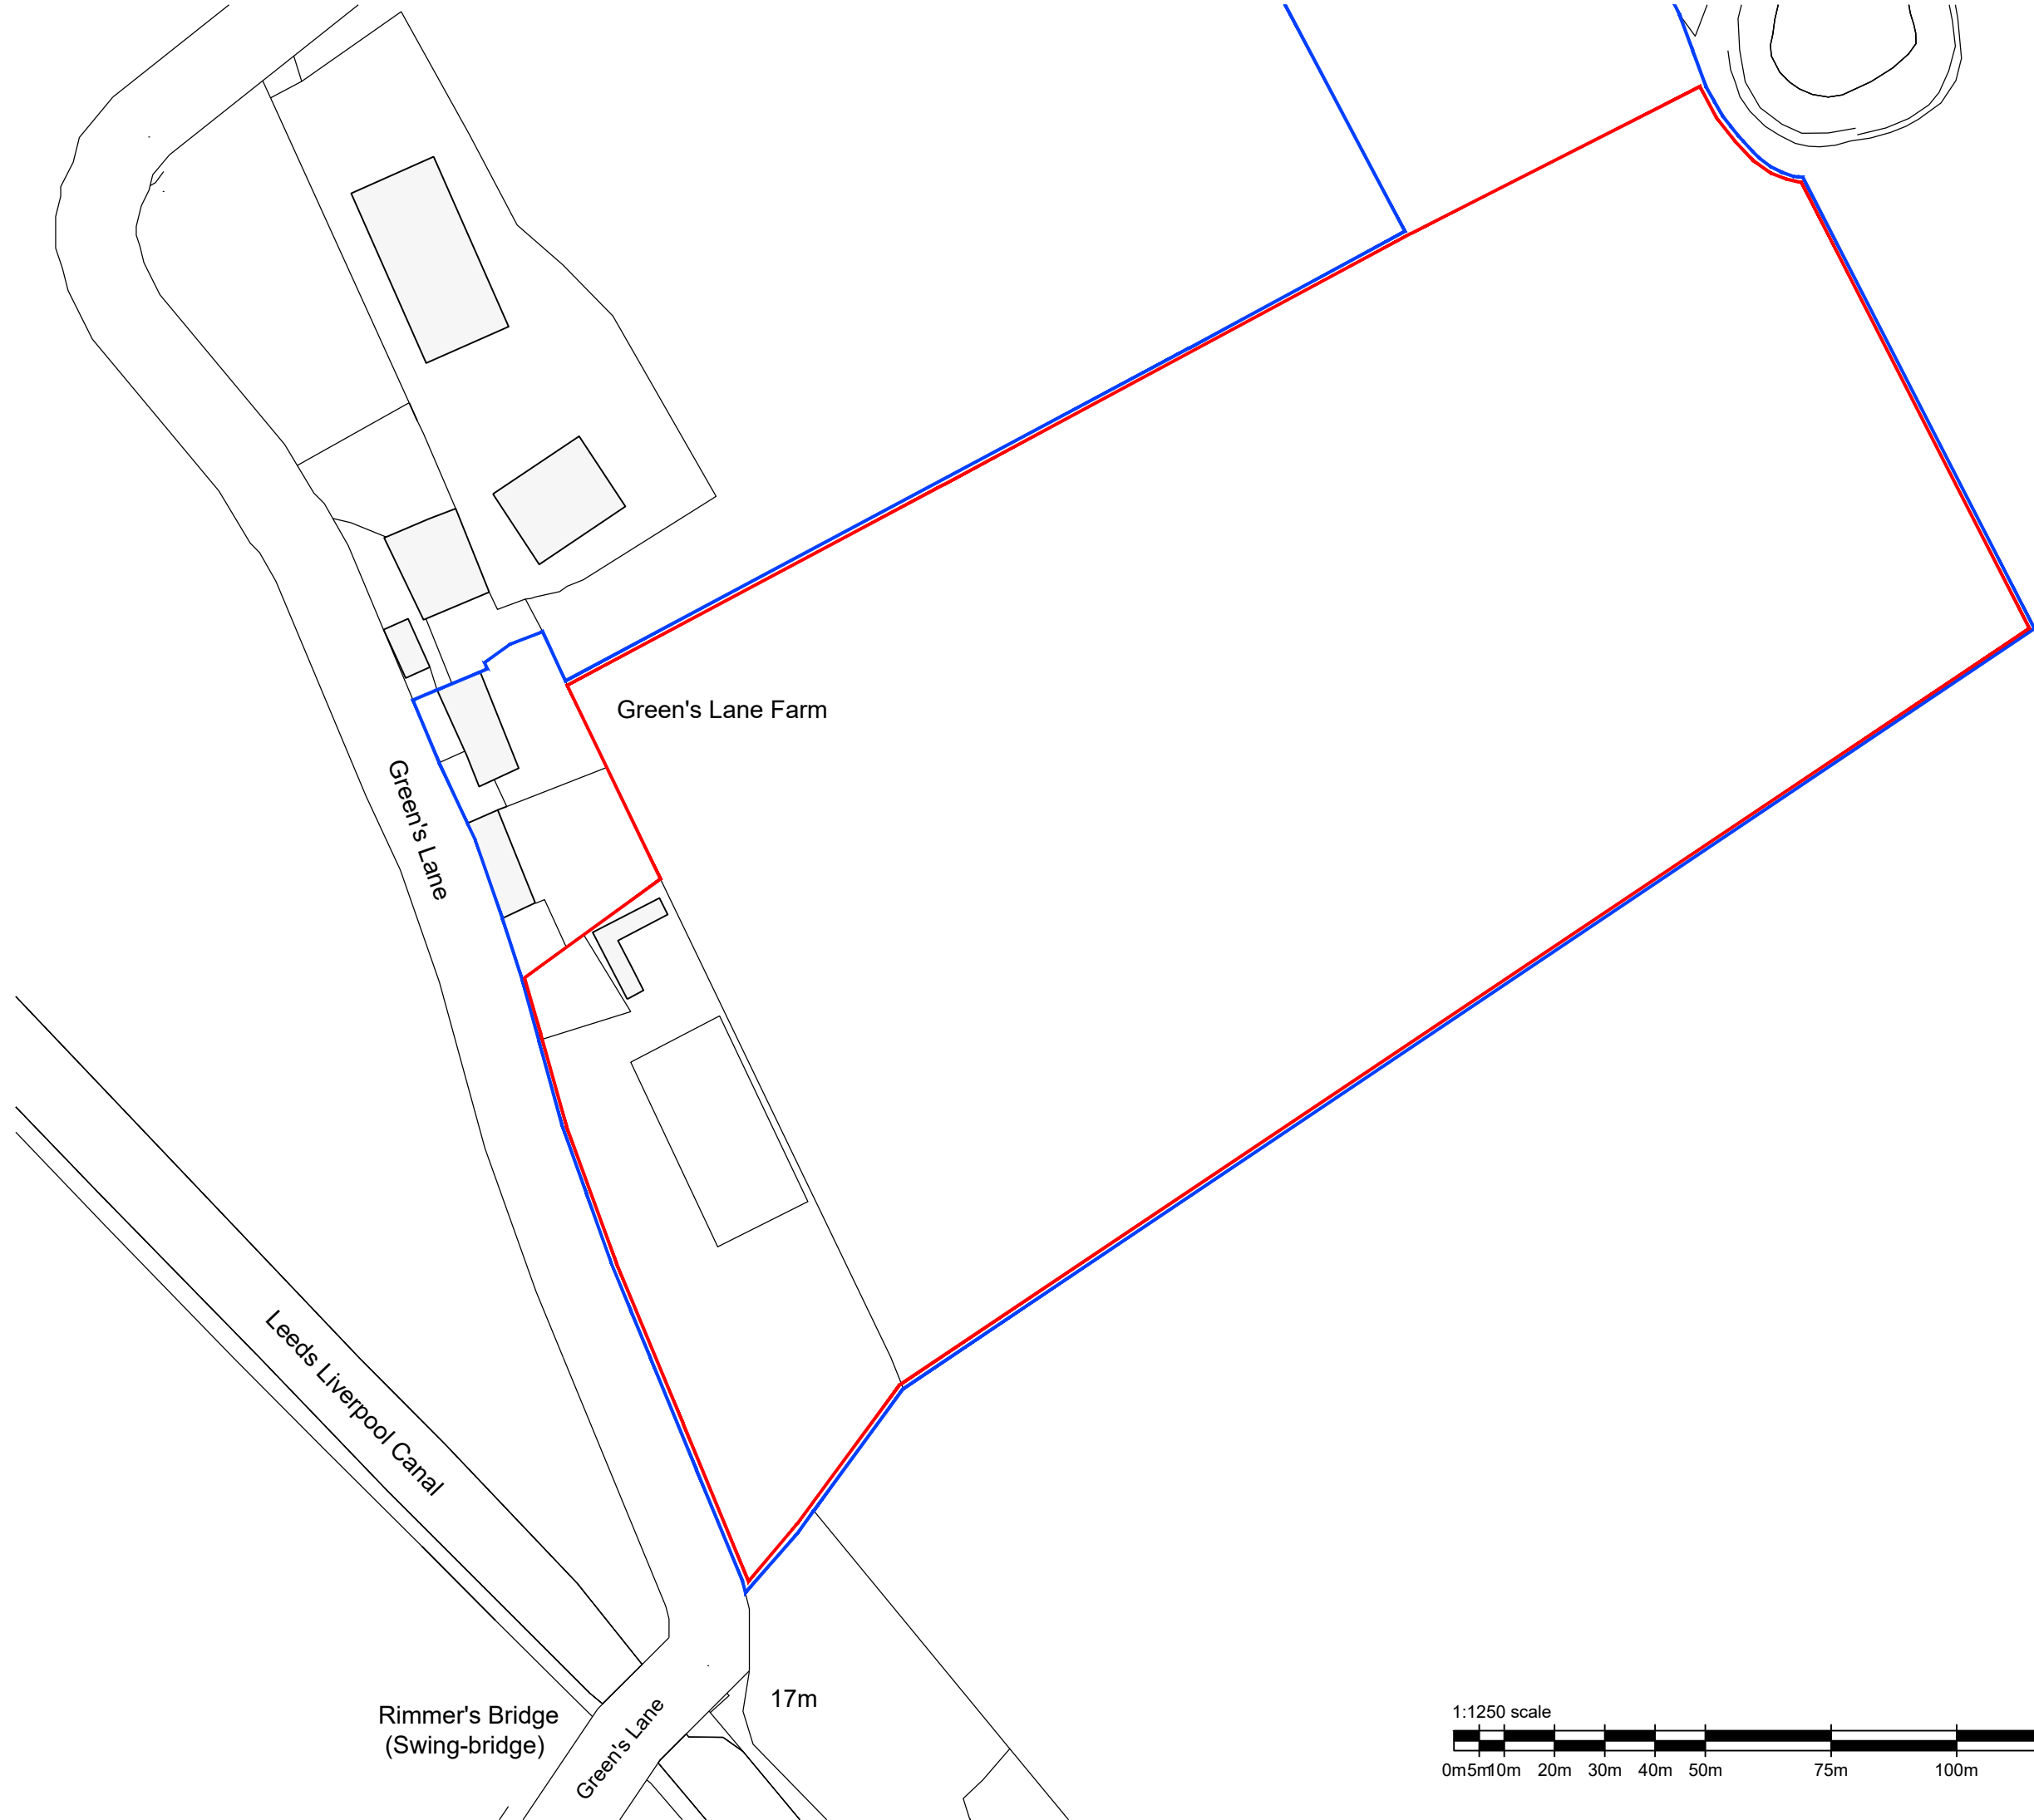 Green's Lane Farm
Green's Lane
Leeds Liverpool Canal
Rimmer's Bridge
(Swing-bridge)
Green's Lane
17m
1:1250 scale
0m 5m 10m 20m 30m 40m 50m 75m 100m